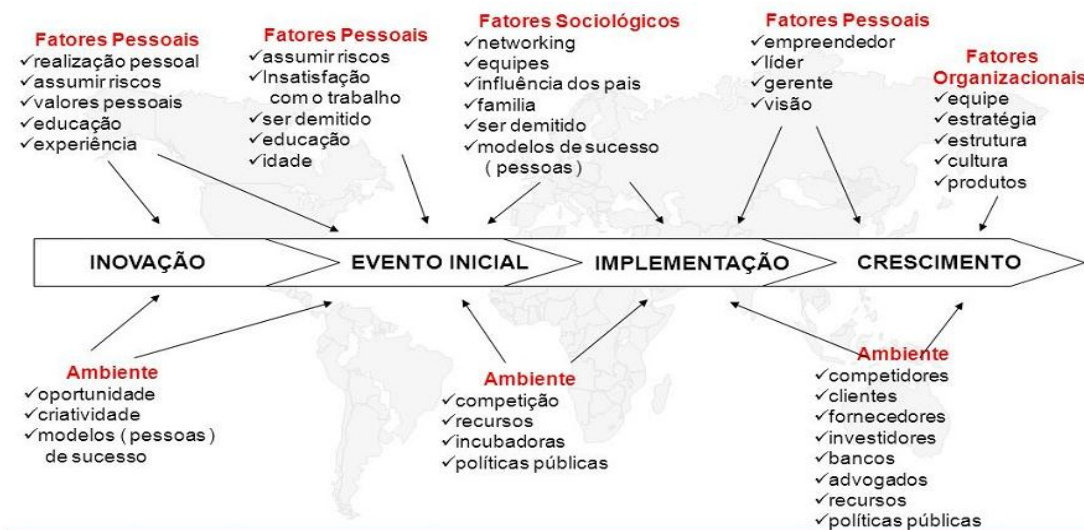 Fatores Pessoais
✓realização pessoal
✓assumir riscos
✓valores pessoais
✓educação
✓experiência
Fatores Pessoais
✓assumir riscos
✓Insatisfação
com o trabalho
✓ser demitido
✓educação
✓idade
Fatores Sociológicos
✓networking
✓equipes
✓influência dos pais
✓familia
✓ser demitido
✓modelos de sucesso
( pessoas )
Fatores Pessoais
✓empreendedor
✓líder
✓gerente
✓visão
Fatores
Organizacionais
✓equipe
✓estratégia
✓estrutura
✓cultura
✓produtos
INOVAÇÃO
EVENTO INICIAL
IMPLEMENTAÇÃO
CRESCIMENTO
Ambiente
✓oportunidade
✓criatividade
✓modelos ( pessoas )
de sucesso
Ambiente
✓competição
✓recursos
✓incubadoras
✓políticas públicas
Ambiente
✓competidores
✓clientes
✓fornecedores
✓investidores
✓bancos
✓advogados
✓recursos
✓políticas públicas